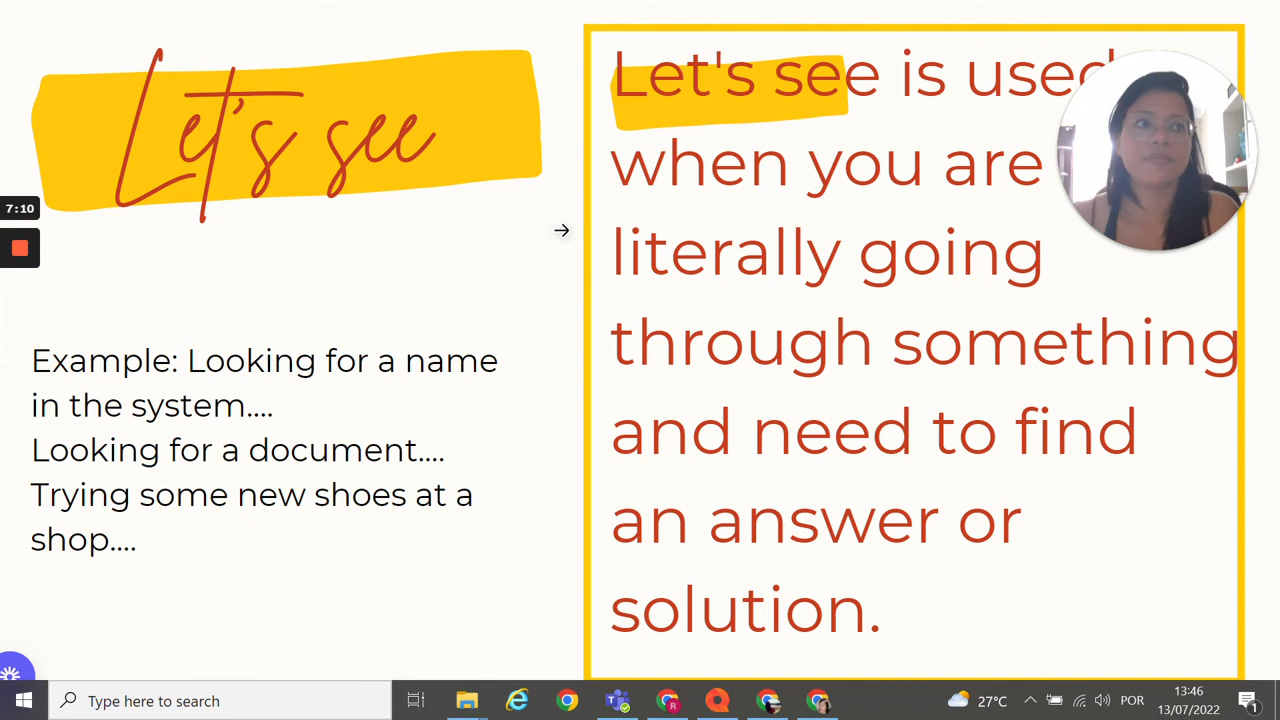 Let's see
Example: Looking for a name
in the system....
Looking for a document....
Trying some new shoes at a
shop....
Let's see is used
when you are
literally going
through something
and need to find
an answer or
solution.
7:10
Type here to search
27°C
POR
13:46
13/07/2022
1